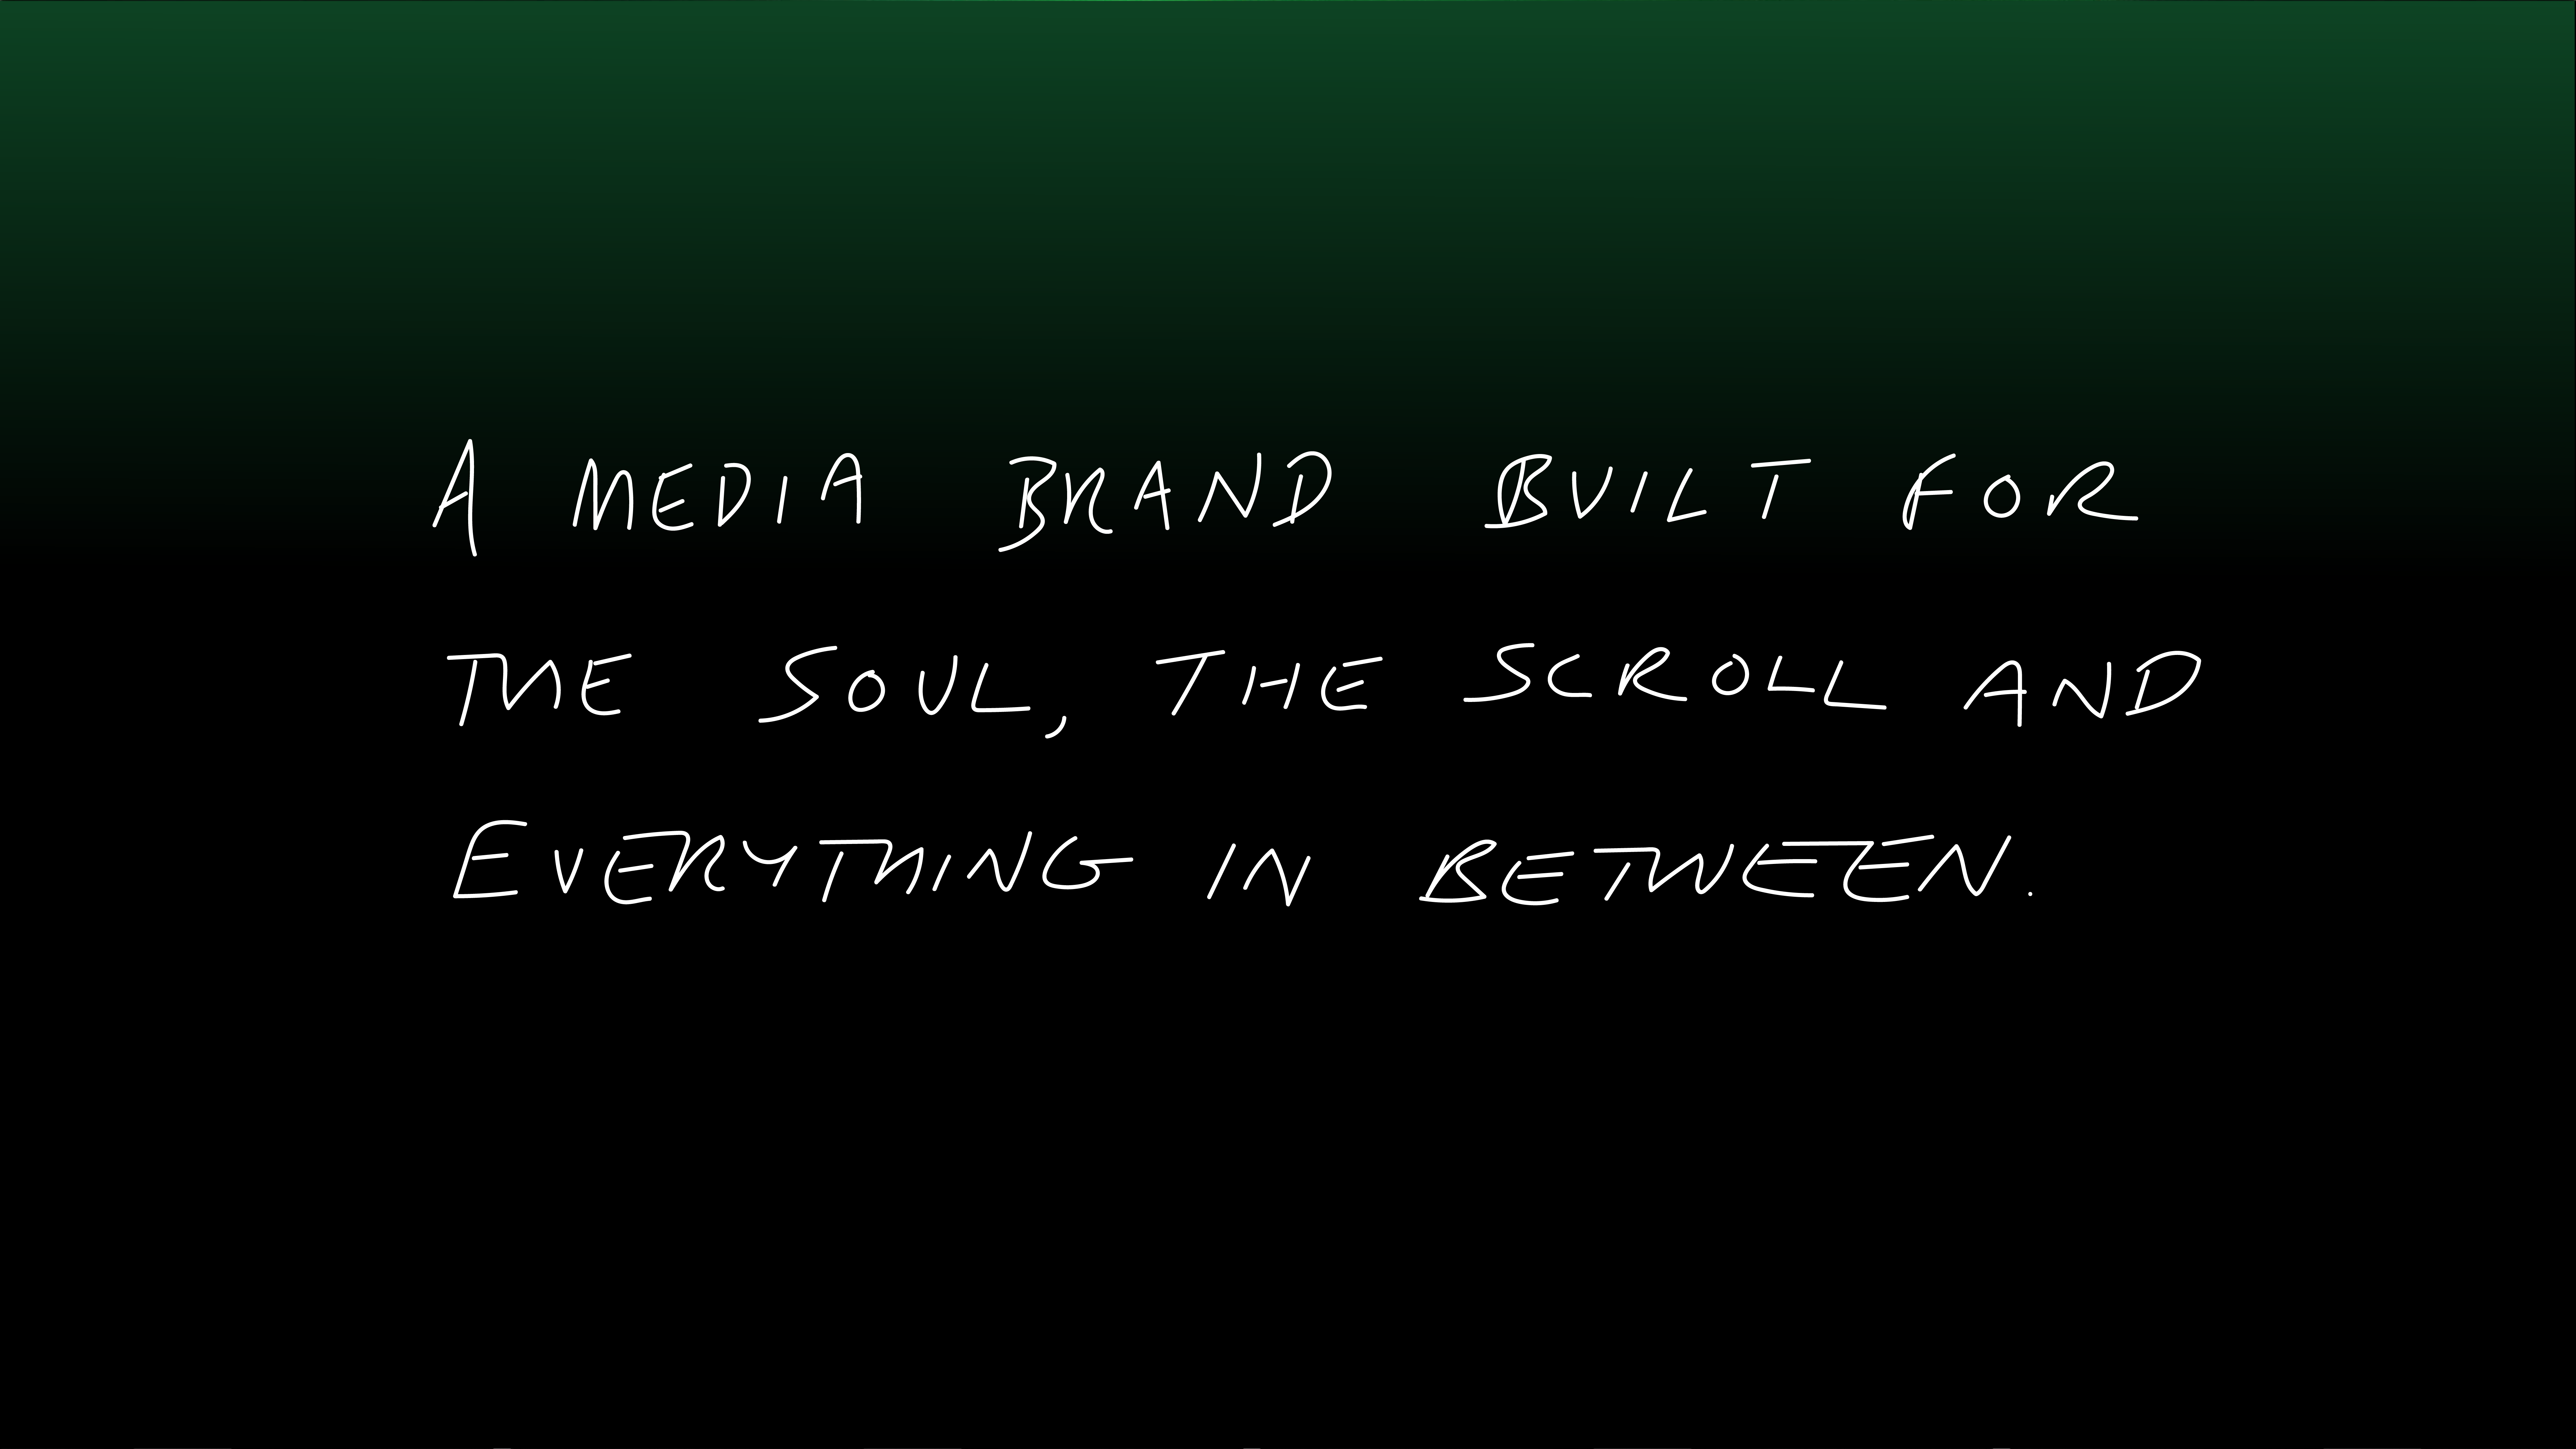 A MEDIA BRAND BUILT FOR
THE SOUL, THE SCROLL AND
EVERYTHING IN BETWEEN.